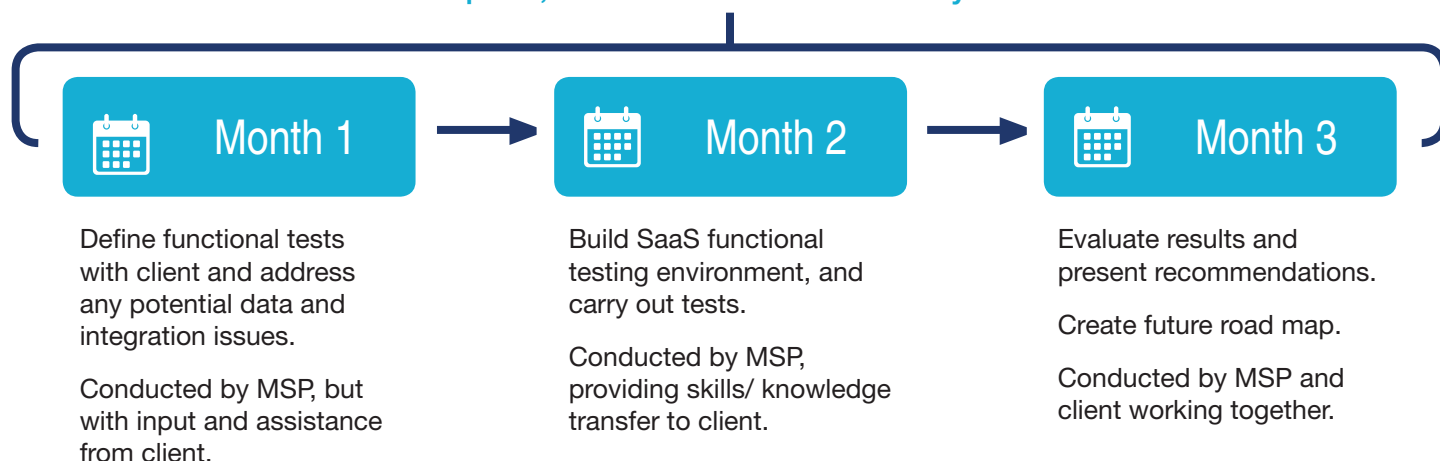 Month 1
Month 2
Month 3
Define functional tests
with client and address
any potential data and
integration issues.
Conducted by MSP, but
with input and assistance
from client.
Build SaaS functional
testing environment, and
carry out tests.
Conducted by MSP,
providing skills/ knowledge
transfer to client.
Evaluate results and
present recommendations.
Create future road map.
Conducted by MSP and
client working together.